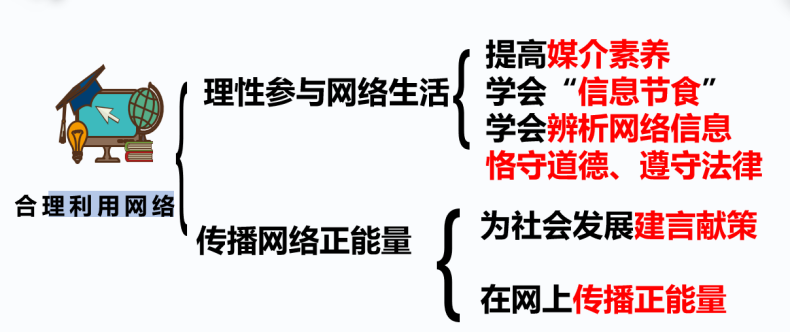 合理利用网络
理性参与网络生活
提高媒介素养
学会“信息节食”
学会辨析网络信息
恪守道德、遵守法律
传播网络正能量
为社会发展建言献策
在网上传播正能量